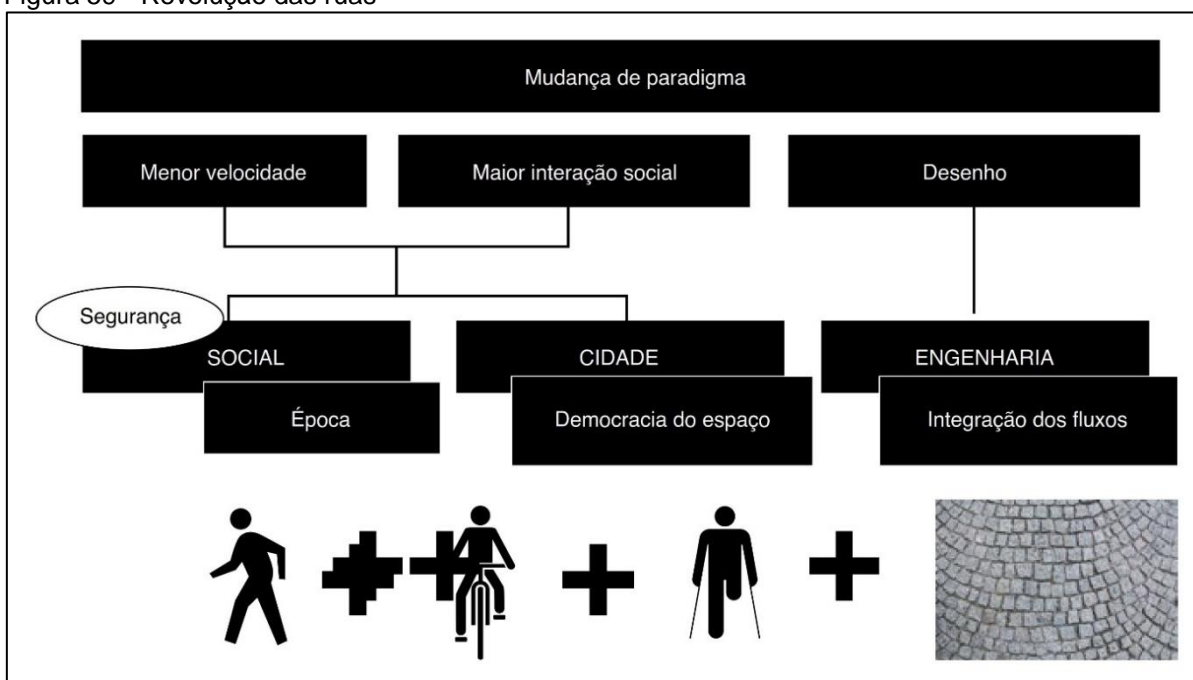 Mudança de paradigma
Menor velocidade
Maior interação social
Desenho
Segurança
SOCIAL
CIDADE
ENGENHARIA
Época
Democracia do espaço
Integração dos fluxos